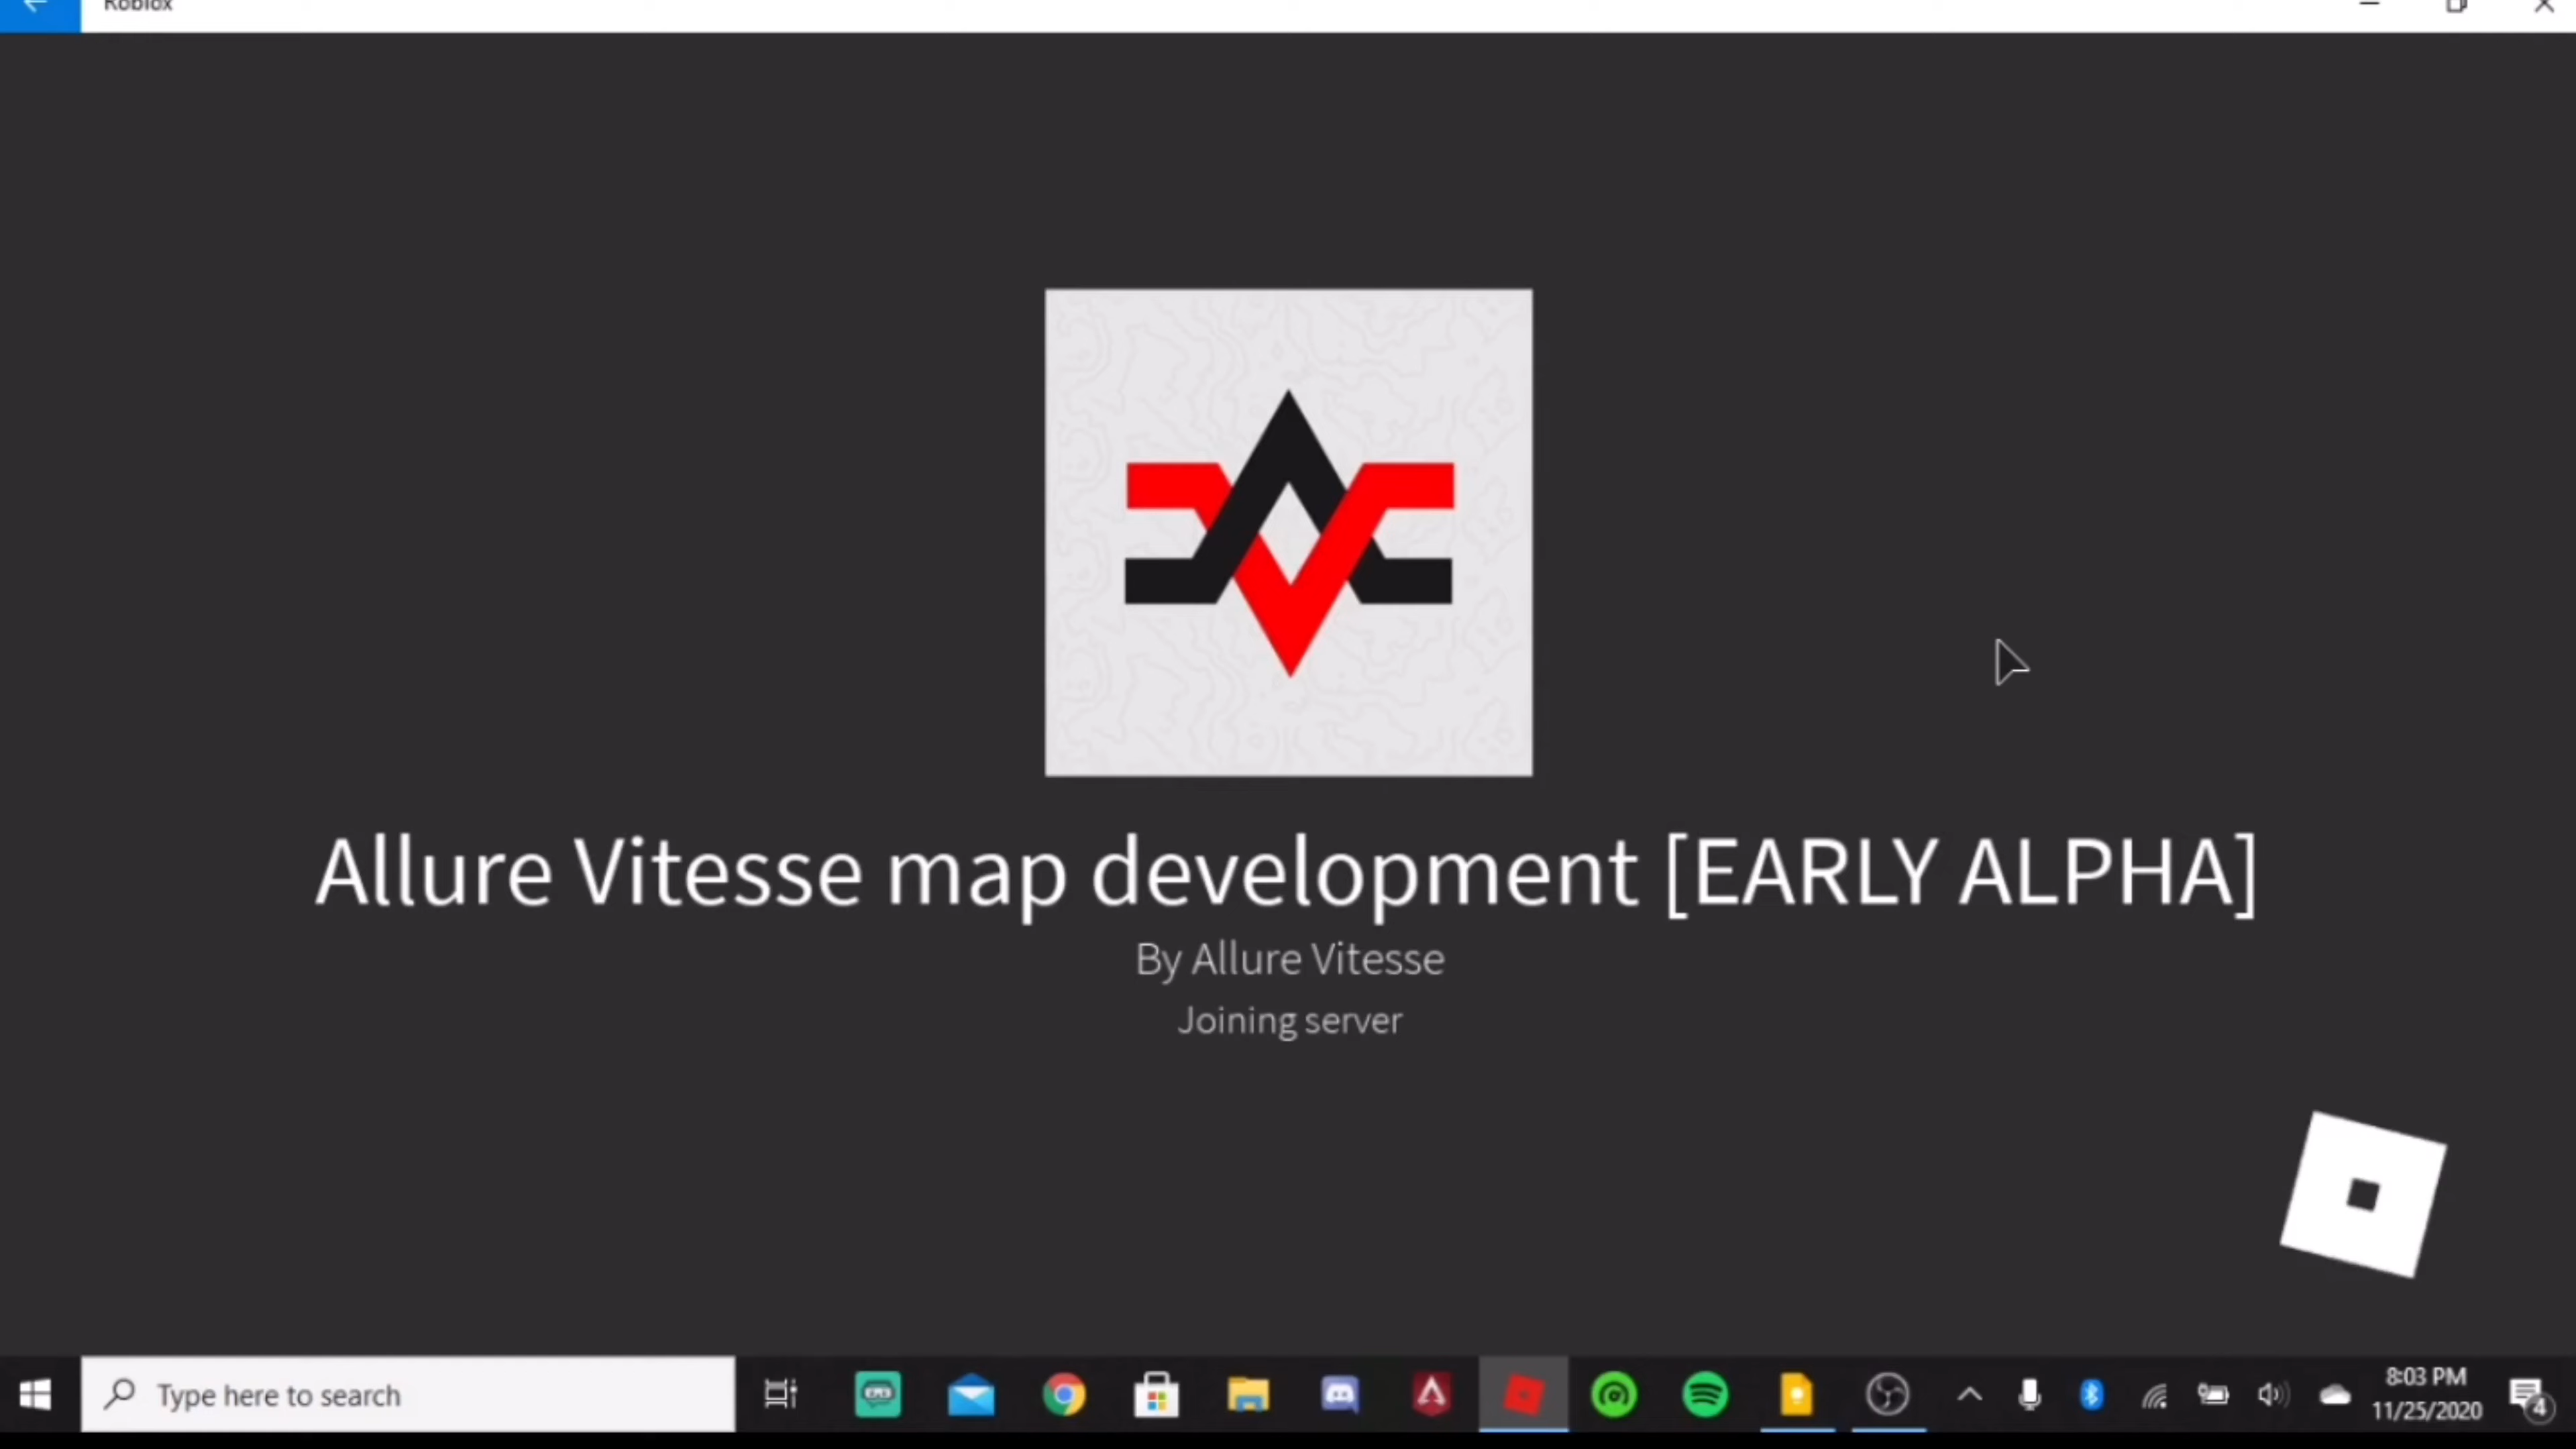 Roblox
Allure Vitesse map development [EARLY ALPHA]
By Allure Vitesse
Joining server
Type here to search
8:03 PM
11/25/2020
4